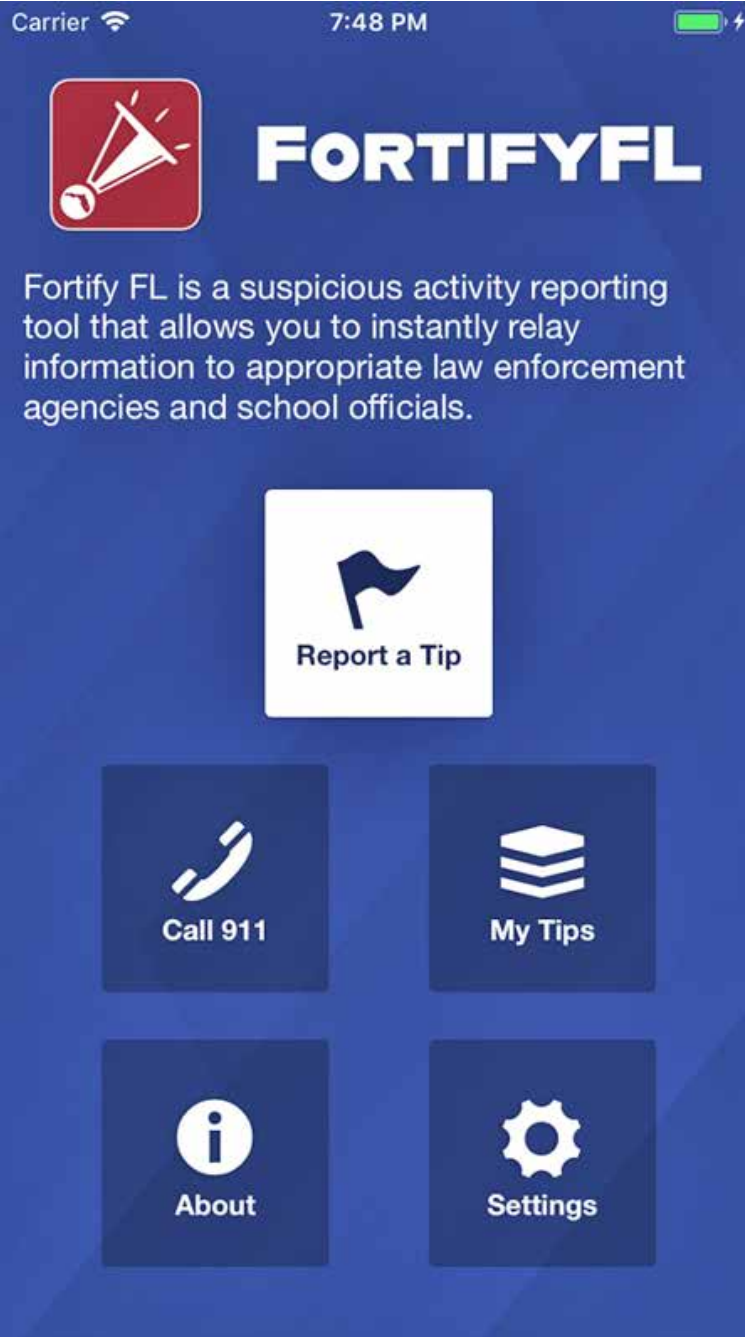 Carrier 7:48 PM
FORTIFYFL
Fortify FL is a suspicious activity reporting
tool that allows you to instantly relay
information to appropriate law enforcement
agencies and school officials.
Report a Tip
Call 911 My Tips
About Settings